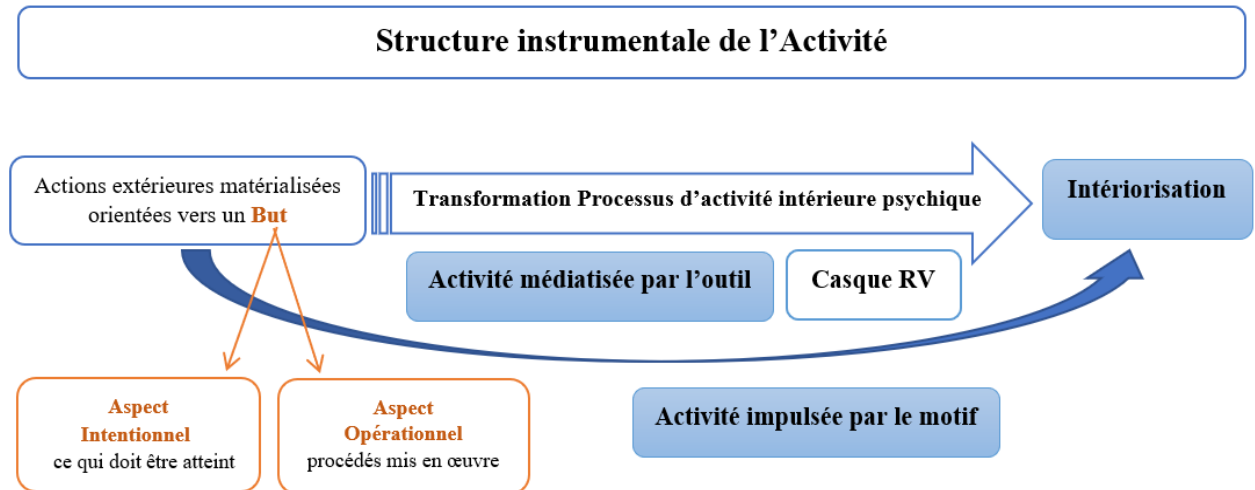 Structure instrumentale de l’Activité
Actions extérieures matérialisées
orientées vers un But
Transformation Processus d’activité intérieure psychique
Intériorisation
Activité médiatisée par l’outil
Casque RV
Aspect
Intentionnel
ce qui doit être atteint
Aspect
Opérationnel
procédés mis en œuvre
Activité impulsée par le motif